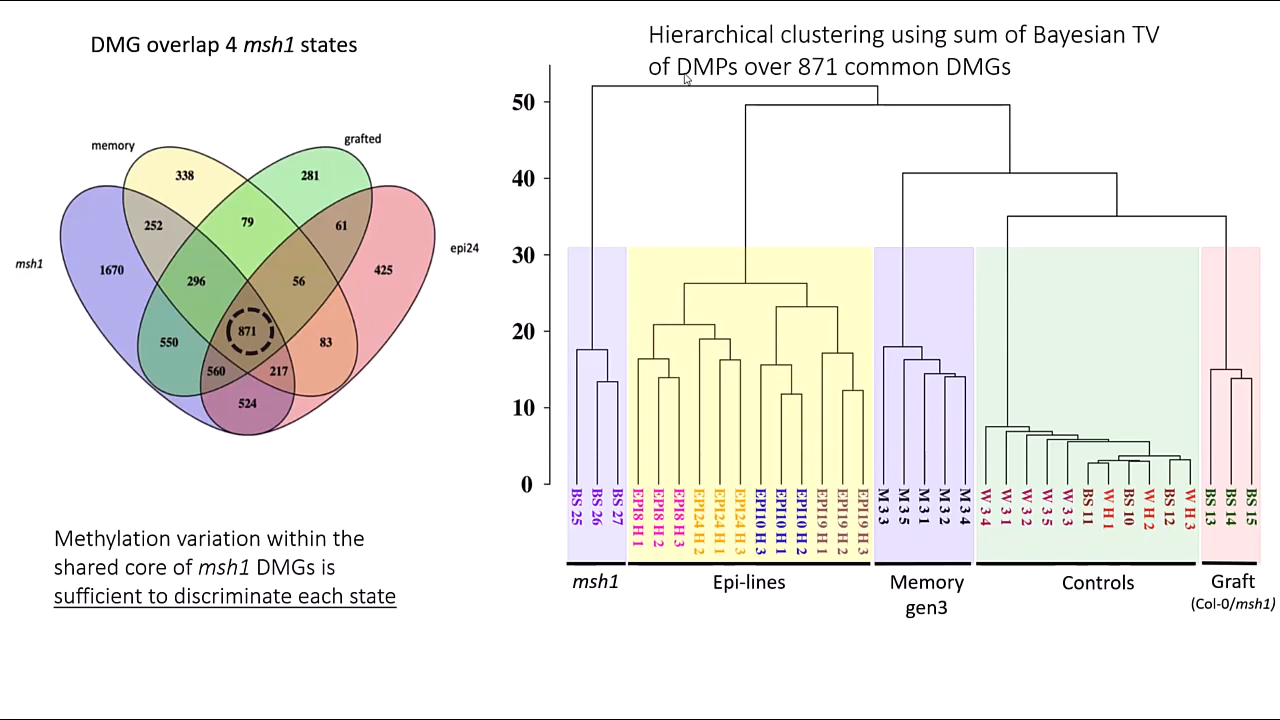 DMG overlap 4 msh1 states
memory
grafted
msh1
epi24
338
281
252
79
61
1670
296
56
425
871
550
83
560
217
524
Methylation variation within the
shared core of msh1 DMGs is
sufficient to discriminate each state
Hierarchical clustering using sum of Bayesian TV
of DMPs over 871 common DMGs
50
40
30
20
10
0
BS 25
BS 26
BS 27
EPI8 H 1
EPI8 H 2
EPI8 H 3
EPI24 H 2
EPI24 H 1
EPI24 H 3
EPI10 H 3
EPI10 H 1
EPI10 H 2
EPI19 H 1
EPI19 H 2
EPI19 H 3
M 3 3
M 3 5
M 3 1
M 3 2
M 3 4
W 3 4
W 3 1
W 3 2
W 3 5
W 3 3
BS 11
W H 1
BS 10
W H 2
BS 12
W H 3
BS 13
BS 14
BS 15
msh1
Epi-lines
Memory
gen3
Controls
Graft
(Col-0/msh1)